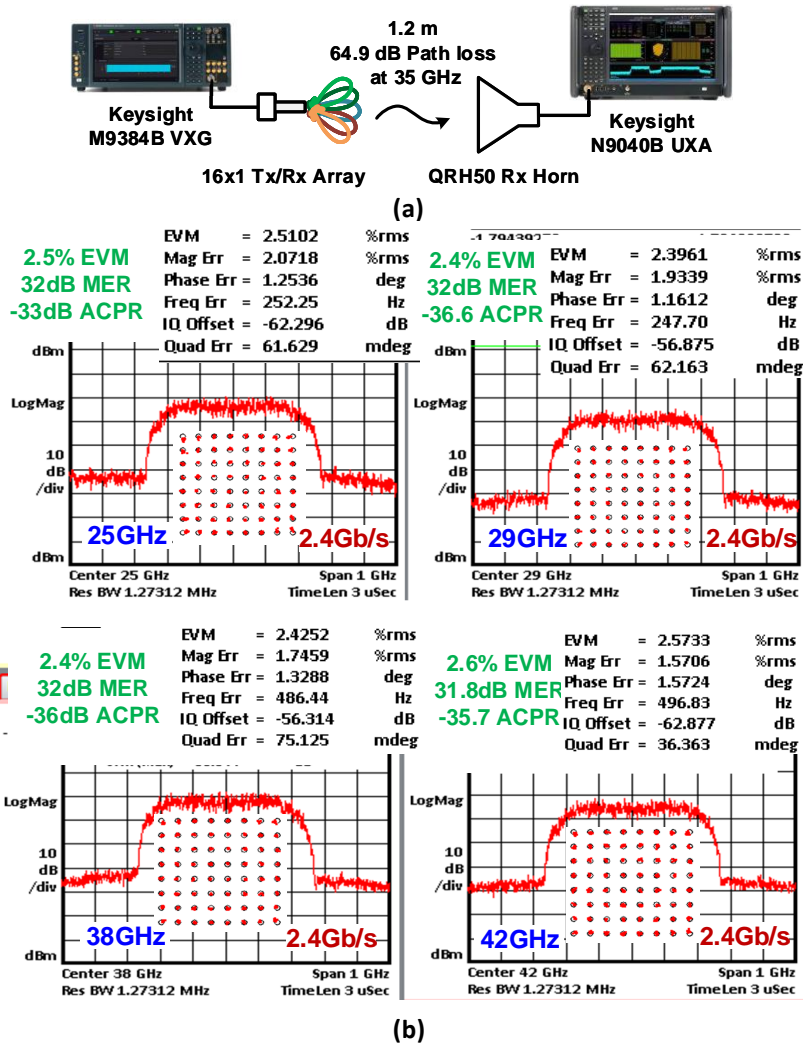 1.2 m
64.9 dB Path loss
at 35 GHz
Keysight
M9384B VXG
Keysight
N9040B UXA
16x1 Tx/Rx Array
QRH50 Rx Horn
(a)
2.5% EVM
32dB MER
-33dB ACPR
EVM = 2.5102 %rms
Mag Err = 2.0718 %rms
Phase Err = 1.2536 deg
Freq Err = 252.25 Hz
IQ Offset = -62.296 dB
Quad Err = 61.629 mdeg
dBm
LogMag
10
dB
/div
dBm
25GHz
2.4Gb/s
Center 25 GHz
Span 1 GHz
Res BW 1.27312 MHz
TimeLen 3 uSec
2.4% EVM
32dB MER
-36.6 ACPR
EVM = 2.3961 %rms
Mag Err = 1.9339 %rms
Phase Err = 1.1612 deg
Freq Err = 247.70 Hz
IQ Offset = -56.875 dB
Quad Err = 62.163 mdeg
dBm
LogMag
10
dB
/div
dBm
29GHz
2.4Gb/s
Center 29 GHz
Span 1 GHz
Res BW 1.27312 MHz
TimeLen 3 uSec
2.4% EVM
32dB MER
-36dB ACPR
EVM = 2.4252 %rms
Mag Err = 1.7459 %rms
Phase Err = 1.3288 deg
Freq Err = 486.44 Hz
IQ Offset = -56.314 dB
Quad Err = 75.125 mdeg
LogMag
10
dB
/div
dBm
38GHz
2.4Gb/s
Center 38 GHz
Span 1 GHz
Res BW 1.27312 MHz
TimeLen 3 uSec
2.6% EVM
31.8dB MER
-35.7 ACPR
EVM = 2.5733 %rms
Mag Err = 1.5706 %rms
Phase Err = 1.5724 deg
Freq Err = 496.83 Hz
IQ Offset = -62.877 dB
Quad Err = 36.363 mdeg
LogMag
10
dB
/div
dBm
42GHz
2.4Gb/s
Center 42 GHz
Span 1 GHz
Res BW 1.27312 MHz
TimeLen 3 uSec
(b)